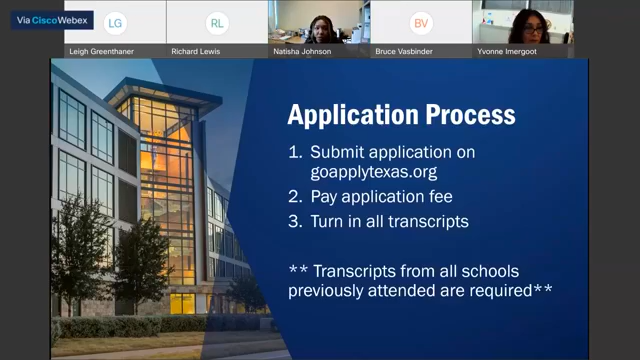 Via Cisco Webex
LG
RL
BV
Leigh Greenthaner
Richard Lewis
Natisha Johnson
Bruce Vasbinder
Yvonne Imergoot
Application Process
1. Submit application on
goapplytexas.org
2. Pay application fee
3. Turn in all transcripts
** Transcripts from all schools
previously attended are required**